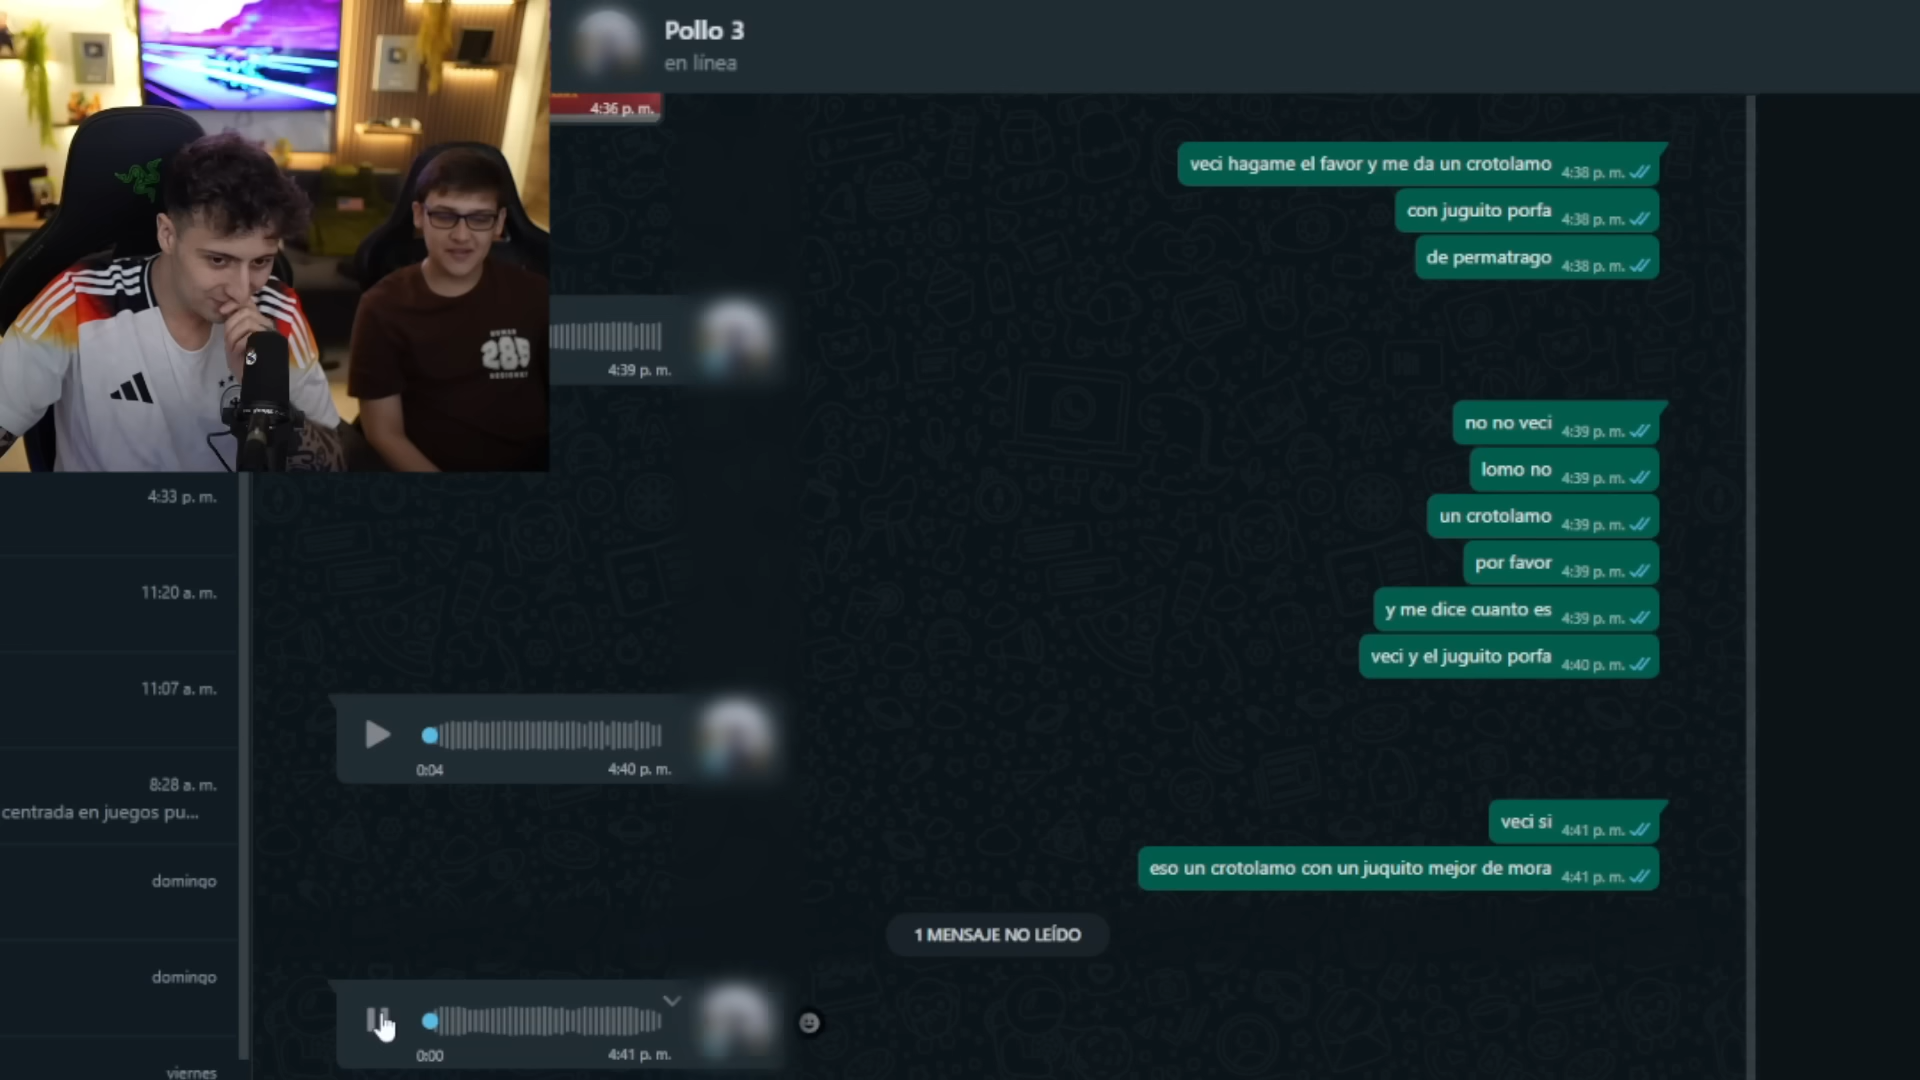 Pollo 3
en línea
4:36 p. m.
veci hagame el favor y me da un crotolamo 4:38 p. m.
con juguito porfa 4:38 p. m.
de permatrago 4:38 p. m.
4:39 p. m.
no no veci 4:39 p. m.
lomo no 4:39 p. m.
un crotolamo 4:39 p. m.
por favor 4:39 p. m.
y me dice cuanto es 4:39 p. m.
veci y el juguito porfa 4:40 p. m.
0:04 4:40 p. m.
veci si 4:41 p. m.
eso un crotolamo con un juquito mejor de mora 4:41 p. m.
1 MENSAJE NO LEÍDO
0:00 4:41 p. m.
4:33 p. m.
11:20 a. m.
11:07 a. m.
8:28 a. m.
centrada en juegos pu...
domingo
domingo
viernes
285